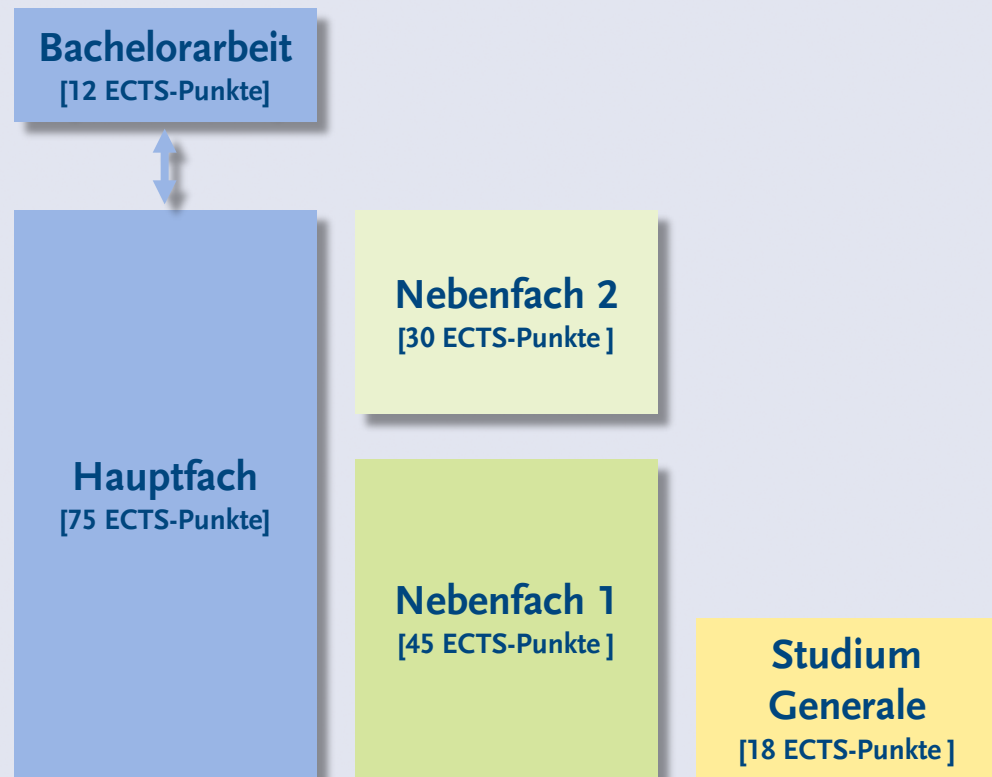 Bachelorarbeit
[12 ECTS-Punkte]
Hauptfach
[75 ECTS-Punkte]
Nebenfach 2
[30 ECTS-Punkte ]
Nebenfach 1
[45 ECTS-Punkte ]
Studium
Generale
[18 ECTS-Punkte ]